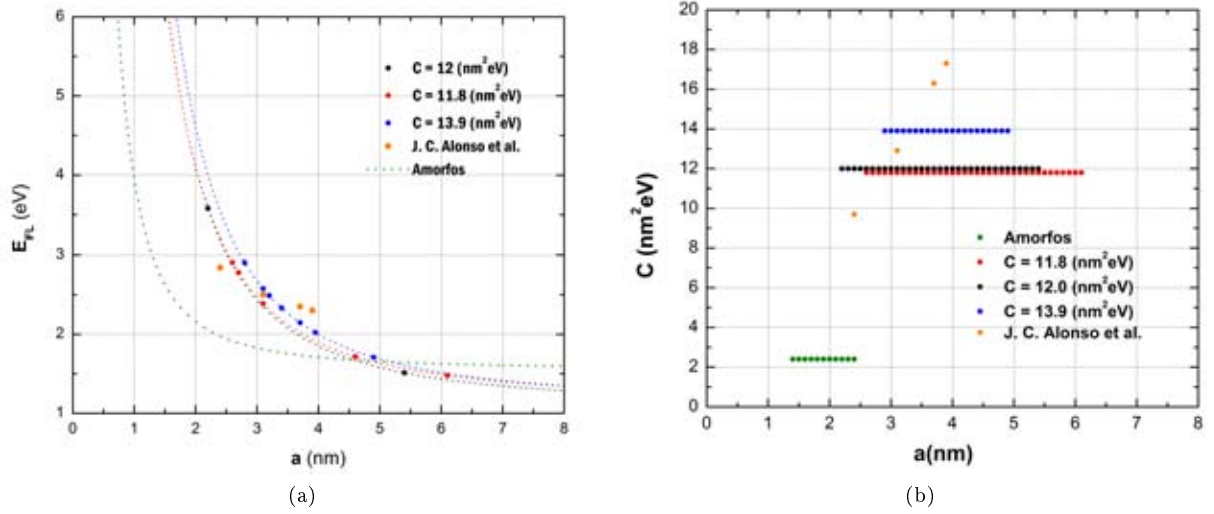 6
5
4
3
2
1
E_FL (eV)
C = 12 (nm²eV)
C = 11.8 (nm²eV)
C = 13.9 (nm²eV)
J. C. Alonso et al.
Amorfos
0 1 2 3 4 5 6 7 8
a (nm)
(a)
20
18
16
14
12
10
8
6
4
2
0
C (nm²eV)
Amorfos
C = 11.8 (nm²eV)
C = 12.0 (nm²eV)
C = 13.9 (nm²eV)
J. C. Alonso et al.
0 1 2 3 4 5 6 7 8
a(nm)
(b)